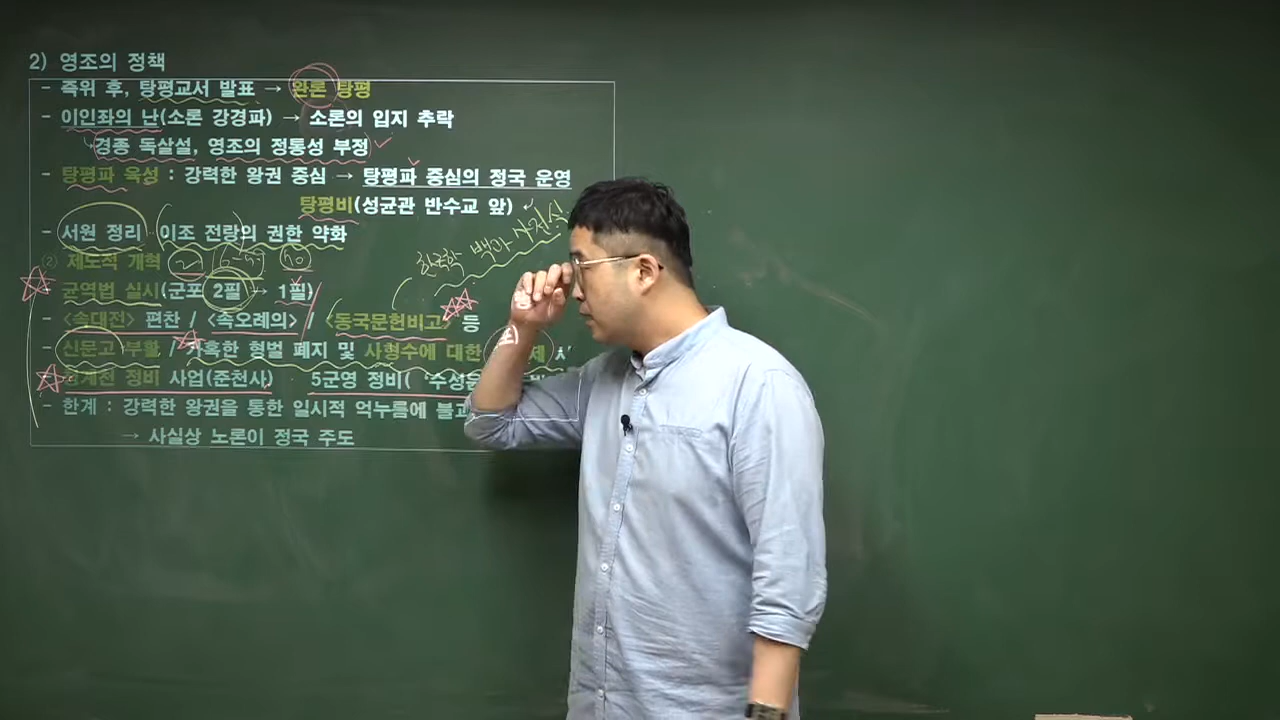 2) 영조의 정책
- 즉위 후, 탕평교서 발표 → 완론 탕평
- 이인좌의 난(소론 강경파) → 소론의 입지 추락
경종 독살설, 영조의 정통성 부정
- 탕평파 육성 : 강력한 왕권 중심 → 탕평파 중심의 정국 운영
탕평비(성균관 반수교 앞)
- 서원 정리 이조 전랑의 권한 약화
한국학 백과 사전식
② 제도적 개혁
균역법 실시(군포 2필 → 1필)
- <속대전> 편찬 / <속오례의> / <동국문헌비고> 등
- 신문고 부활 / 가혹한 형벌 폐지 및 사형수에 대한
정비 사업(준천사) 5군영 정비(
- 한계 : 강력한 왕권을 통한 일시적 억누름에
→ 사실상 노론이 정국 주도